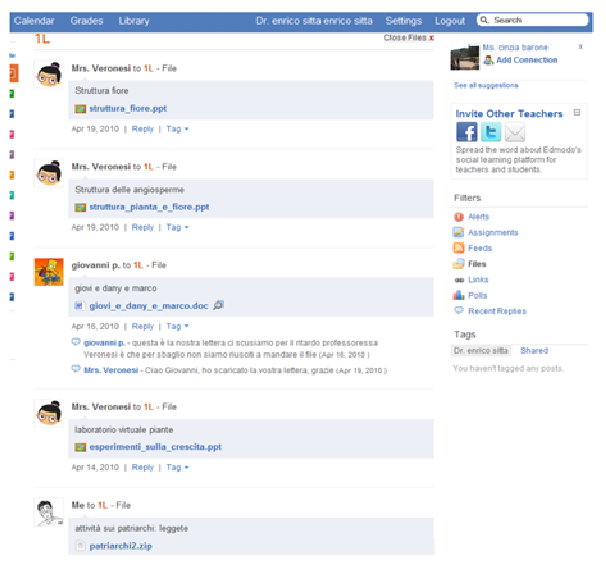 Calendar Grades Library Dr. enrico sitta enrico sitta Settings Logout Search
1L
Close Files x
Mrs. Veronesi to 1L - File
Struttura fiore
struttura_fiore.ppt
Apr 19, 2010 | Reply | Tag
Mrs. Veronesi to 1L - File
Struttura delle angiosperme
struttura_pianta_e_fiore.ppt
Apr 19, 2010 | Reply | Tag
giovanni p. to 1L - File
giovi e dany e marco
giovi_e_dany_e_marco.doc
Apr 16, 2010 | Reply | Tag
giovanni p. - questa è la nostra lettera ci scusiamo per il ritardo professoressa
Veronesi è che per sbaglio non siamo riusciti a mandare il file (Apr 16, 2010 )
Mrs. Veronesi - Ciao Giovanni, ho scaricato la vostra lettera, grazie (Apr 19, 2010 )
Mrs. Veronesi to 1L - File
laboratorio virtuale piante
esperimenti_sulla_crescita.ppt
Apr 14, 2010 | Reply | Tag
Me to 1L - File
attività sui patriarchi: leggete
patriarchi2.zip
Ms. cinzia barone x
Add Connection
See all suggestions
Invite Other Teachers
Spread the word about Edmodo's
social learning platform for
teachers and students.
Filters
Alerts
Assignments
Feeds
Files
Links
Polls
Recent Replies
Tags
Dr. enrico sitta Shared
You haven't tagged any posts.